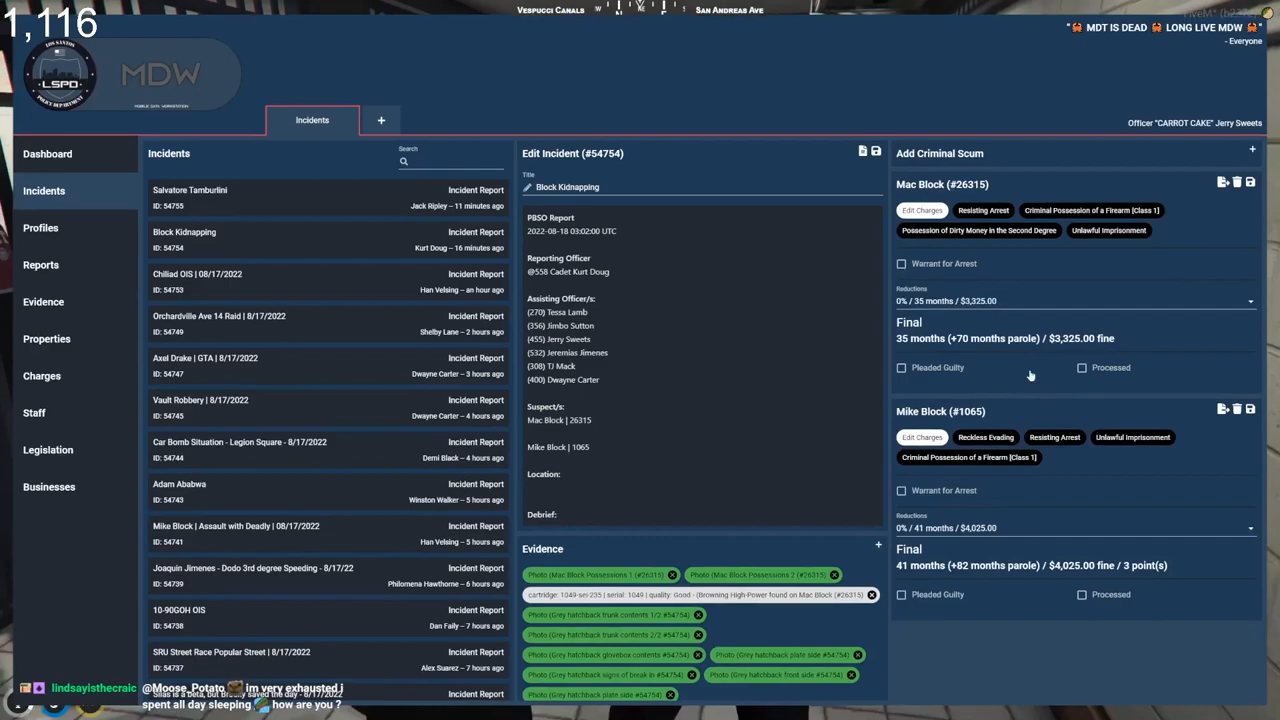 Vespucci Canals
W
N
San Andreas Ave
1,116
LOS SANTOS
LSPD
POLICE DEPARTMENT
MDW
MOBILE DATA WORKSTATION
" MDT IS DEAD LONG LIVE MDW "
- Everyone
Incidents
+
Officer "CARROT CAKE" Jerry Sweets
Dashboard
Incidents
Profiles
Reports
Evidence
Properties
Charges
Staff
Legislation
Businesses
Incidents
Search
Salvatore Tamburlini Incident Report
ID: 54755 Jack Ripley – 11 minutes ago
Block Kidnapping Incident Report
ID: 54754 Kurt Doug – 16 minutes ago
Chiliad OIS | 08/17/2022 Incident Report
ID: 54753 Han Velsing – an hour ago
Orchardville Ave 14 Raid | 8/17/2022 Incident Report
ID: 54749 Shelby Lane – 2 hours ago
Axel Drake | GTA | 8/17/2022 Incident Report
ID: 54747 Dwayne Carter – 3 hours ago
Vault Robbery | 8/17/2022 Incident Report
ID: 54745 Dwayne Carter – 4 hours ago
Car Bomb Situation - Legion Square - 8/17/2022 Incident Report
ID: 54744 Demi Black – 4 hours ago
Adam Ababwa Incident Report
ID: 54743 Winston Walker – 5 hours ago
Mike Block | Assault with Deadly | 08/17/2022 Incident Report
ID: 54741 Han Velsing – 5 hours ago
Joaquin Jimenes - Dodo 3rd degree Speeding - 8/17/22 Incident Report
ID: 54739 Philomena Hawthorne – 6 hours ago
10-90GOH OIS Incident Report
ID: 54738 Dan Faily – 7 hours ago
SRU Street Race Popular Street | 8/17/2022 Incident Report
ID: 54737 Alex Suarez – 7 hours ago
Incident Report
lindsayisthecraic @Moose_Potato im very exhausted i
spent all day sleeping how are you ?
Edit Incident (#54754)
Title
Block Kidnapping
PBSO Report
2022-08-18 03:02:00 UTC
Reporting Officer
@558 Cadet Kurt Doug
Assisting Officer/s:
(270) Tessa Lamb
(356) Jimbo Sutton
(455) Jerry Sweets
(532) Jeremias Jimenes
(308) TJ Mack
(400) Dwayne Carter
Suspect/s:
Mac Block | 26315
Mike Block | 1065
Location:
Debrief:
Evidence +
Photo (Mac Block Possessions 1 (#26315) Photo (Mac Block Possessions 2 (#26315)
cartridge: 1049-sei-235 | serial: 1049 | quality: Good - (Browning High-Power found on Mac Block (#26315)
Photo (Grey hatchback trunk contents 1/2 #54754)
Photo (Grey hatchback trunk contents 2/2 #54754)
Photo (Grey hatchback glovebox contents #54754) Photo (Grey hatchback plate side #54754)
Photo (Grey hatchback signs of break in #54754) Photo (Grey hatchback front side #54754)
Photo (Grey hatchback plate side #54754)
Add Criminal Scum +
Mac Block (#26315)
Edit Charges Resisting Arrest Criminal Possession of a Firearm [Class 1]
Possession of Dirty Money in the Second Degree Unlawful Imprisonment
Warrant for Arrest
Reductions
0% / 35 months / $3,325.00
Final
35 months (+70 months parole) / $3,325.00 fine
Pleaded Guilty Processed
Mike Block (#1065)
Edit Charges Reckless Evading Resisting Arrest Unlawful Imprisonment
Criminal Possession of a Firearm [Class 1]
Warrant for Arrest
Reductions
0% / 41 months / $4,025.00
Final
41 months (+82 months parole) / $4,025.00 fine / 3 point(s)
Pleaded Guilty Processed